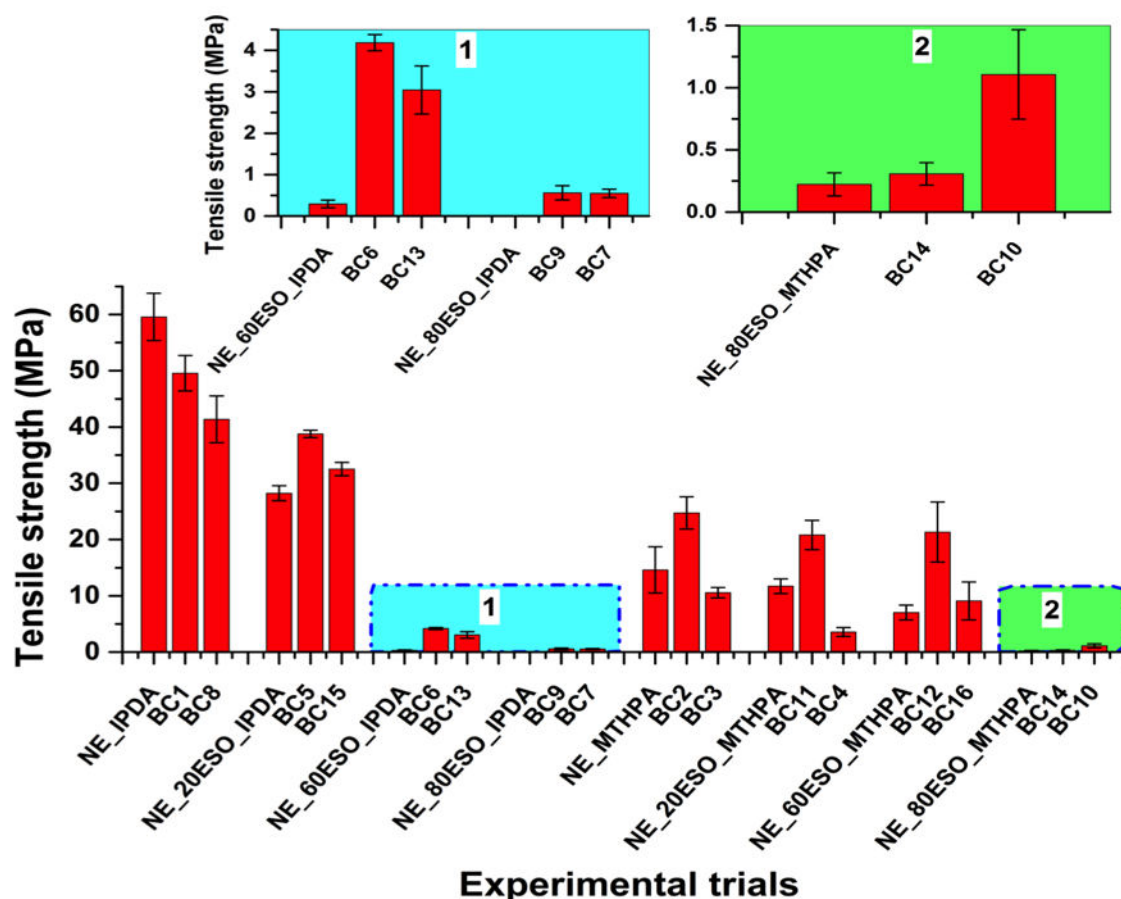 Tensile strength (MPa)
4
3
2
1
0
1
NE_60ESO_IPDA
BC6
BC13
NE_80ESO_IPDA
BC9
BC7
Tensile strength (MPa)
1.5
1.0
0.5
0.0
2
NE_80ESO_MTHPA
BC14
BC10
Tensile strength (MPa)
60
50
40
30
20
10
0
1
2
NE_IPDA
BC1
BC8
NE_20ESO_IPDA
BC5
BC15
NE_60ESO_IPDA
BC6
BC13
NE_80ESO_IPDA
BC9
BC7
NE_MTHPA
BC2
BC3
NE_20ESO_MTHPA
BC11
BC4
NE_60ESO_MTHPA
BC12
BC16
NE_80ESO_MTHPA
BC14
BC10
Experimental trials